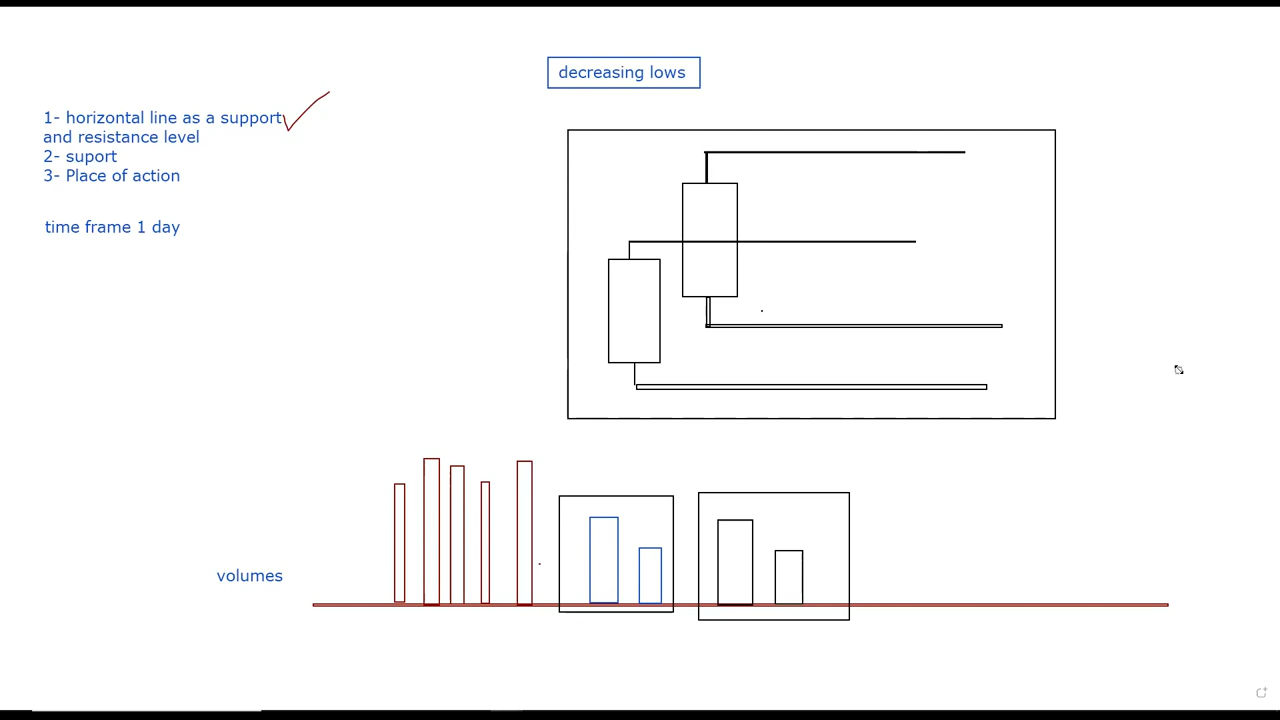 decreasing lows
1- horizontal line as a support
and resistance level
2- suport
3- Place of action
time frame 1 day
volumes